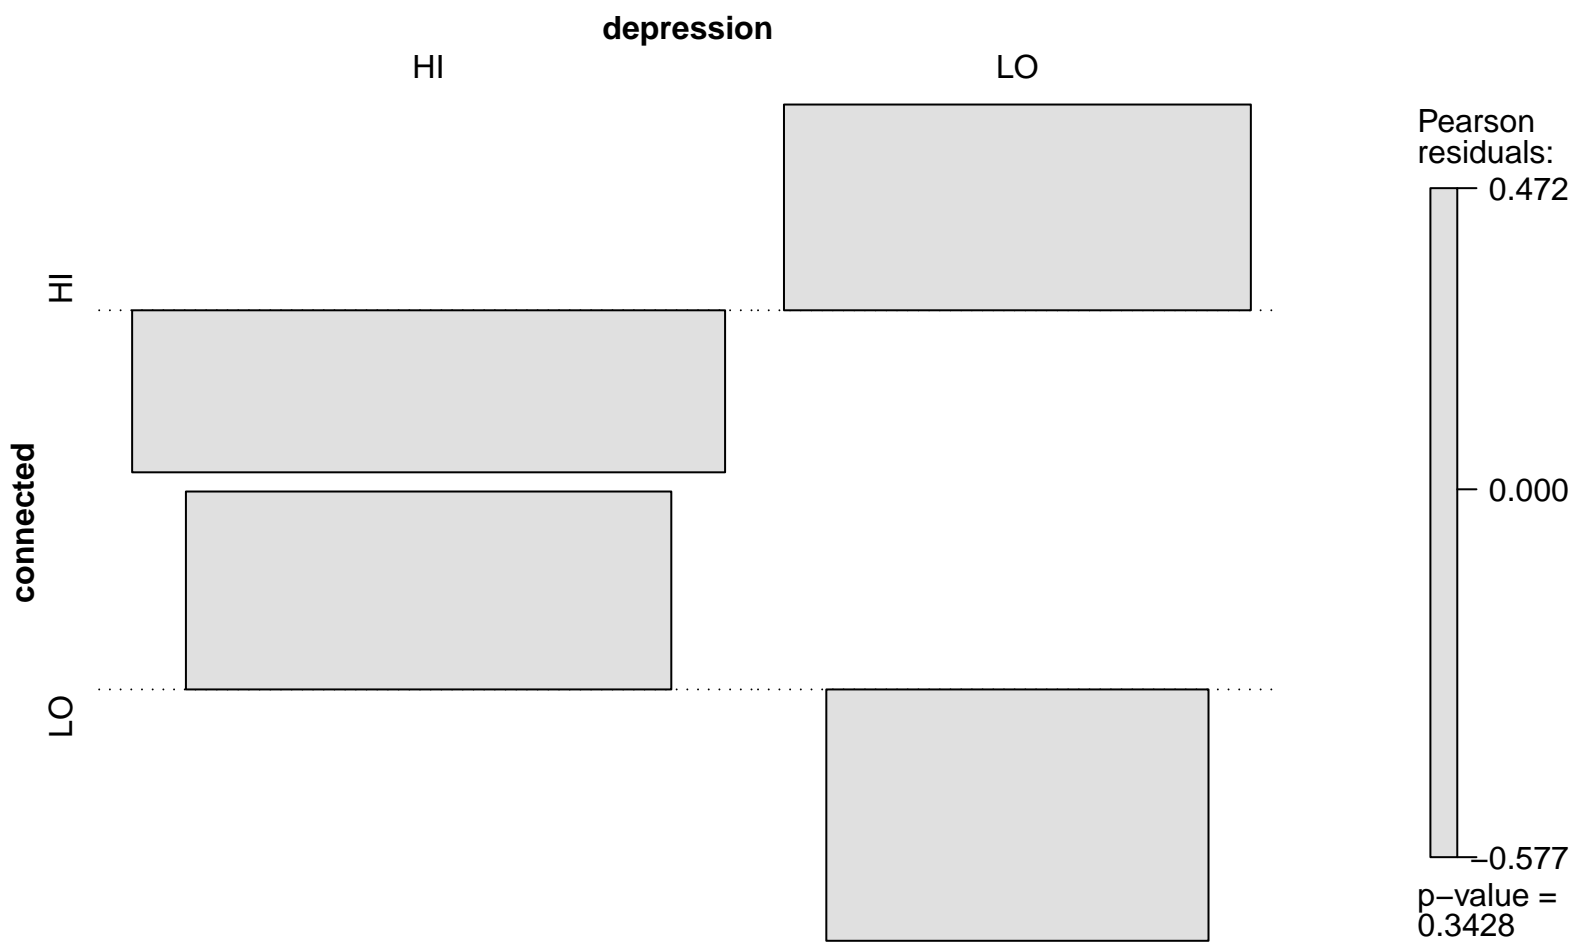 depression
HI
LO
Pearson
residuals:
0.472
HI
connected
0.000
LO
−0.577
p−value =
0.3428